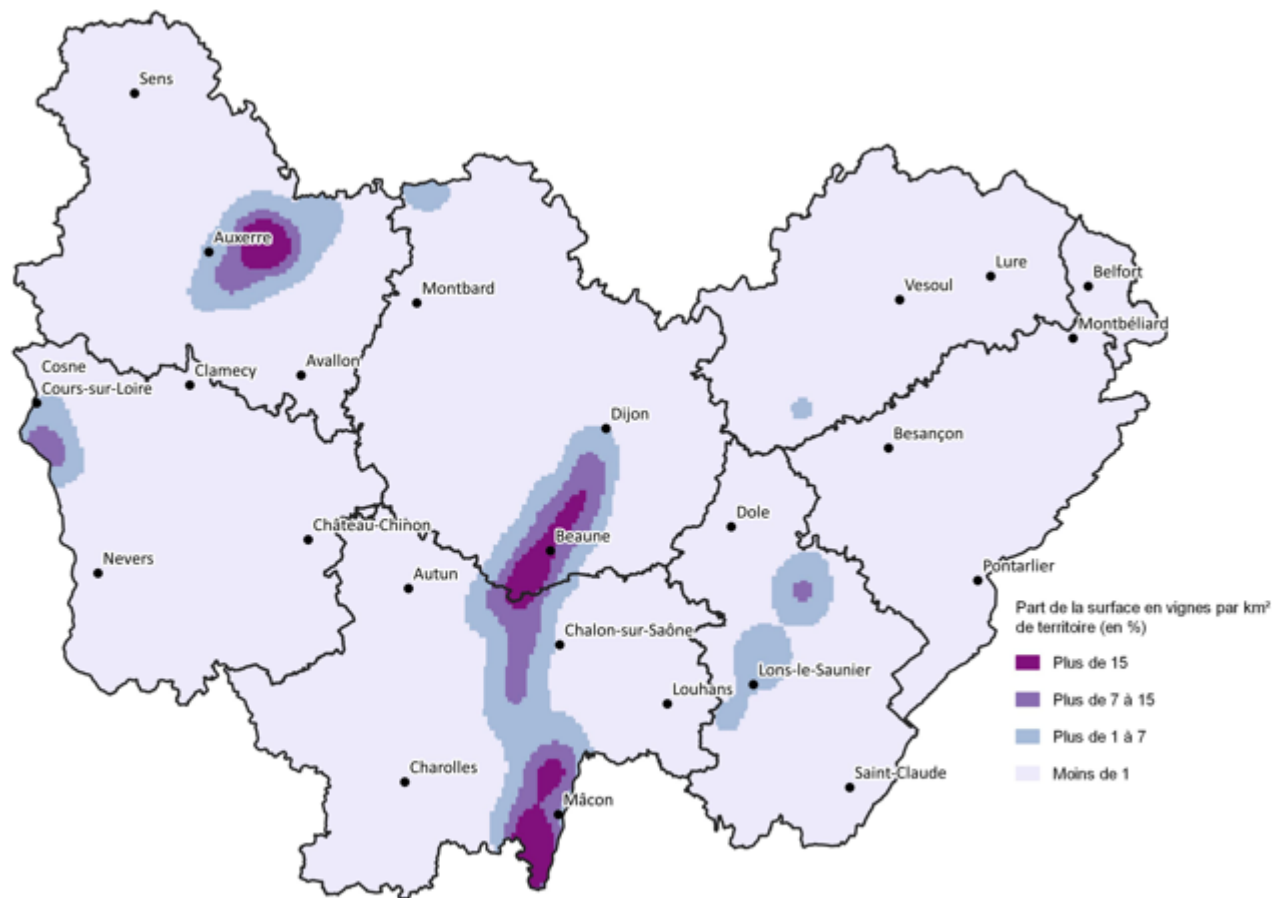 Sens
Auxerre
Montbard
Lure
Belfort
Vesoul
Montbéliard
Avallon
Cosne
Clamecy
Cours-sur-Loire
Dijon
Besançon
Château-Chinon
Dole
Beaune
Nevers
Autun
Pontarlier
Part de la surface en vignes par km²
de territoire (en %)
Chalon-sur-Saône
Plus de 15
Lons-le-Saunier
Louhans
Plus de 7 à 15
Plus de 1 à 7
Charolles
Moins de 1
Saint-Claude
Mâcon